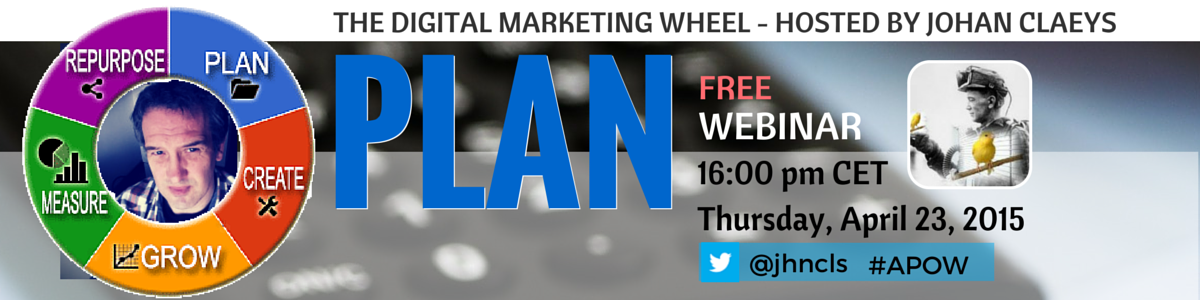 THE DIGITAL MARKETING WHEEL - HOSTED BY JOHAN CLAEYS
REPURPOSE
PLAN
CREATE
GROW
MEASURE
PLAN
FREE
WEBINAR
16:00 pm CET
Thursday, April 23, 2015
@jhncls #APOW